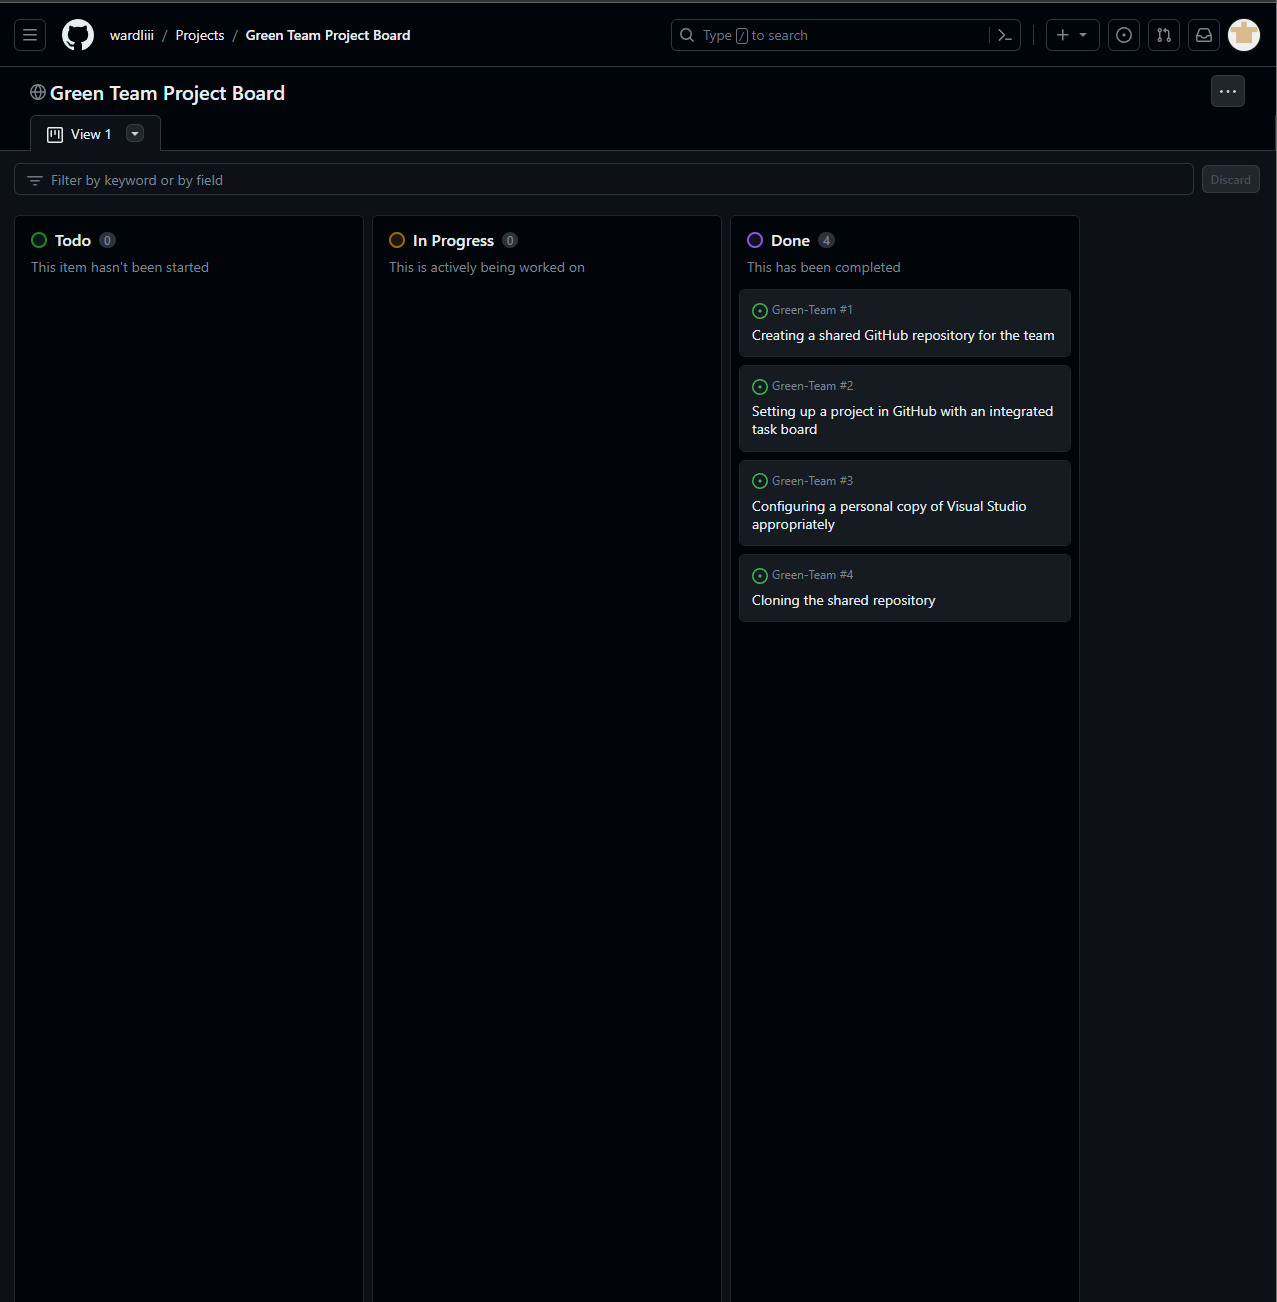 wardliii / Projects / Green Team Project Board
Type / to search
Green Team Project Board
View 1
Filter by keyword or by field
Discard
Todo 0
This item hasn't been started
In Progress 0
This is actively being worked on
Done 4
This has been completed
Green-Team #1
Creating a shared GitHub repository for the team
Green-Team #2
Setting up a project in GitHub with an integrated
task board
Green-Team #3
Configuring a personal copy of Visual Studio
appropriately
Green-Team #4
Cloning the shared repository